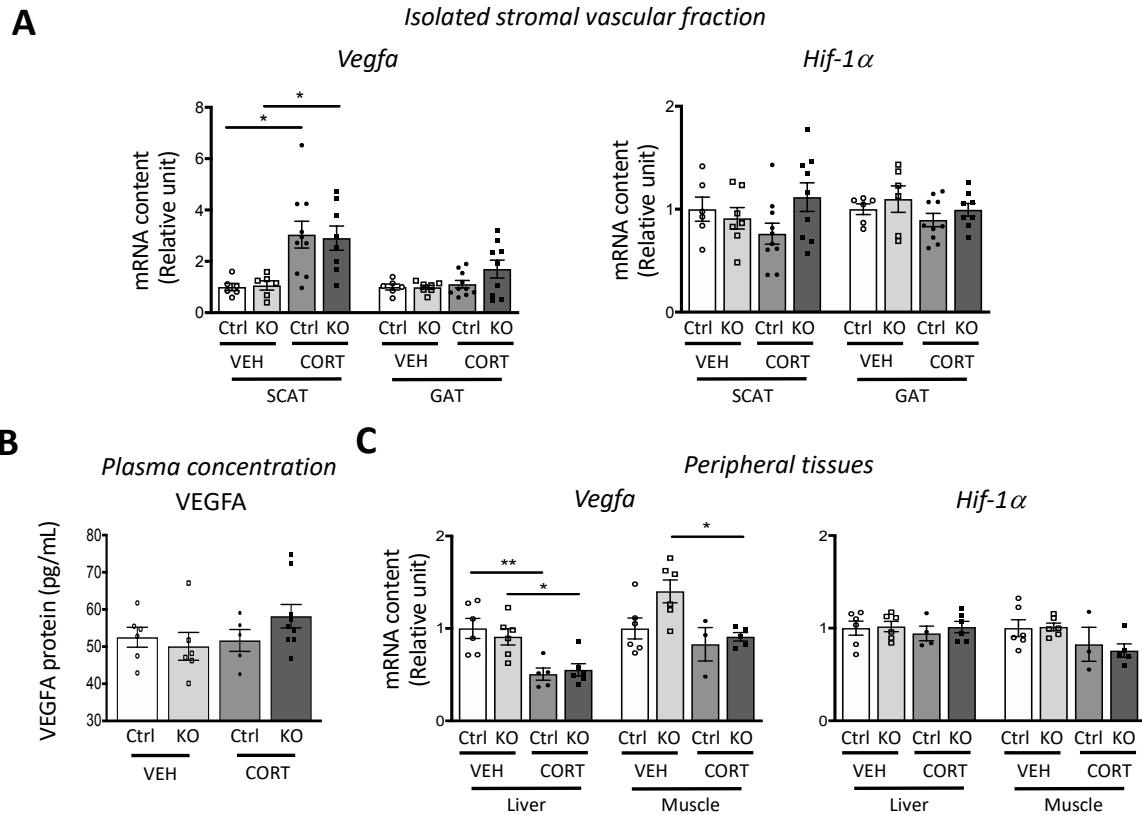 A
Isolated stromal vascular fraction
Vegfa
Hif-1α
mRNA content
(Relative unit)
8
6
4
2
0
*
*
Ctrl KO Ctrl KO Ctrl KO Ctrl KO
VEH CORT VEH CORT
SCAT GAT
mRNA content
(Relative unit)
2
1
0
Ctrl KO Ctrl KO Ctrl KO Ctrl KO
VEH CORT VEH CORT
SCAT GAT
B
Plasma concentration
VEGFA
VEGFA protein (pg/mL)
80
70
60
50
40
30
Ctrl KO Ctrl KO
VEH CORT
C
Peripheral tissues
Vegfa
Hif-1α
mRNA content
(Relative unit)
2
1
0
**
*
*
Ctrl KO Ctrl KO Ctrl KO Ctrl KO
VEH CORT VEH CORT
Liver Muscle
2
1
0
Ctrl KO Ctrl KO Ctrl KO Ctrl KO
VEH CORT VEH CORT
Liver Muscle